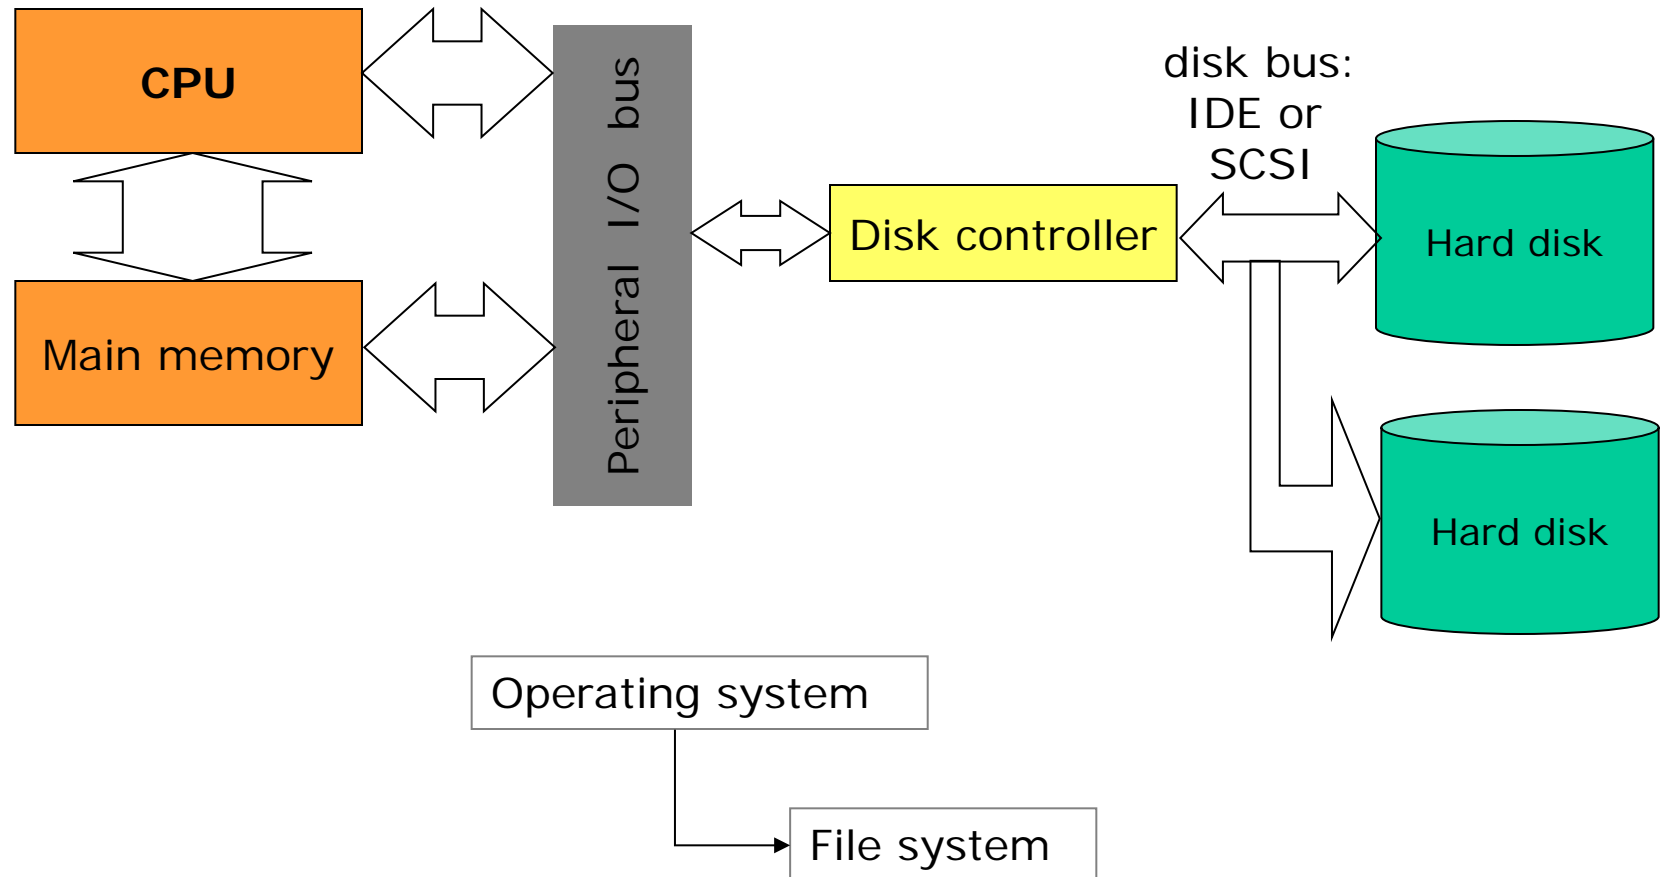 CPU
Main memory
Peripheral I/O bus
Disk controller
disk bus:
IDE or
SCSI
Hard disk
Hard disk
Operating system
File system